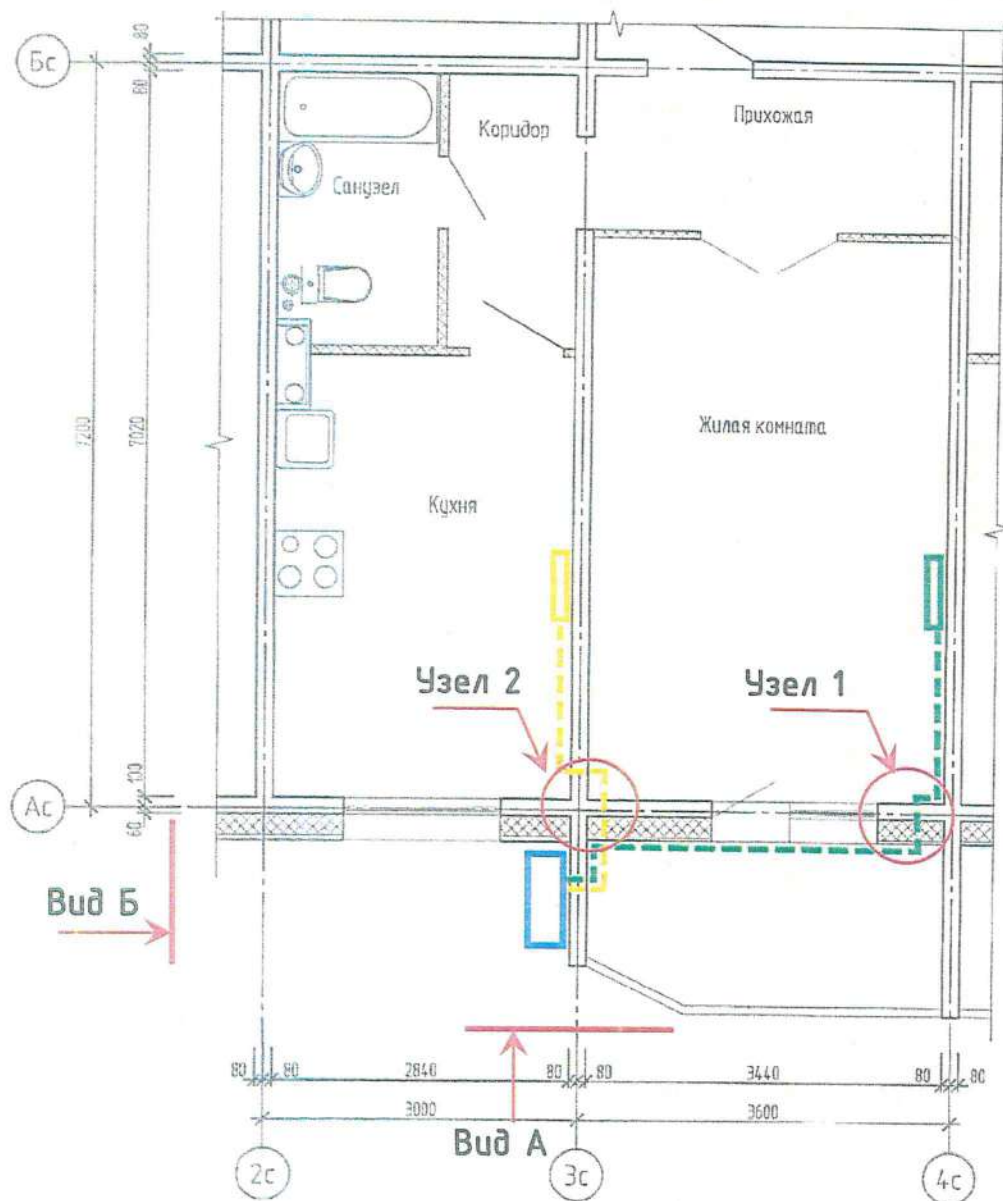 Бс
80
80
Прихожая
Коридор
Санузел
7200
7020
Жилая комната
Кухня
Узел 2
Узел 1
100
Ас
60
Вид Б
80
80
2840
80
80
3440
80
80
3000
3600
Вид А
2с
3с
4с